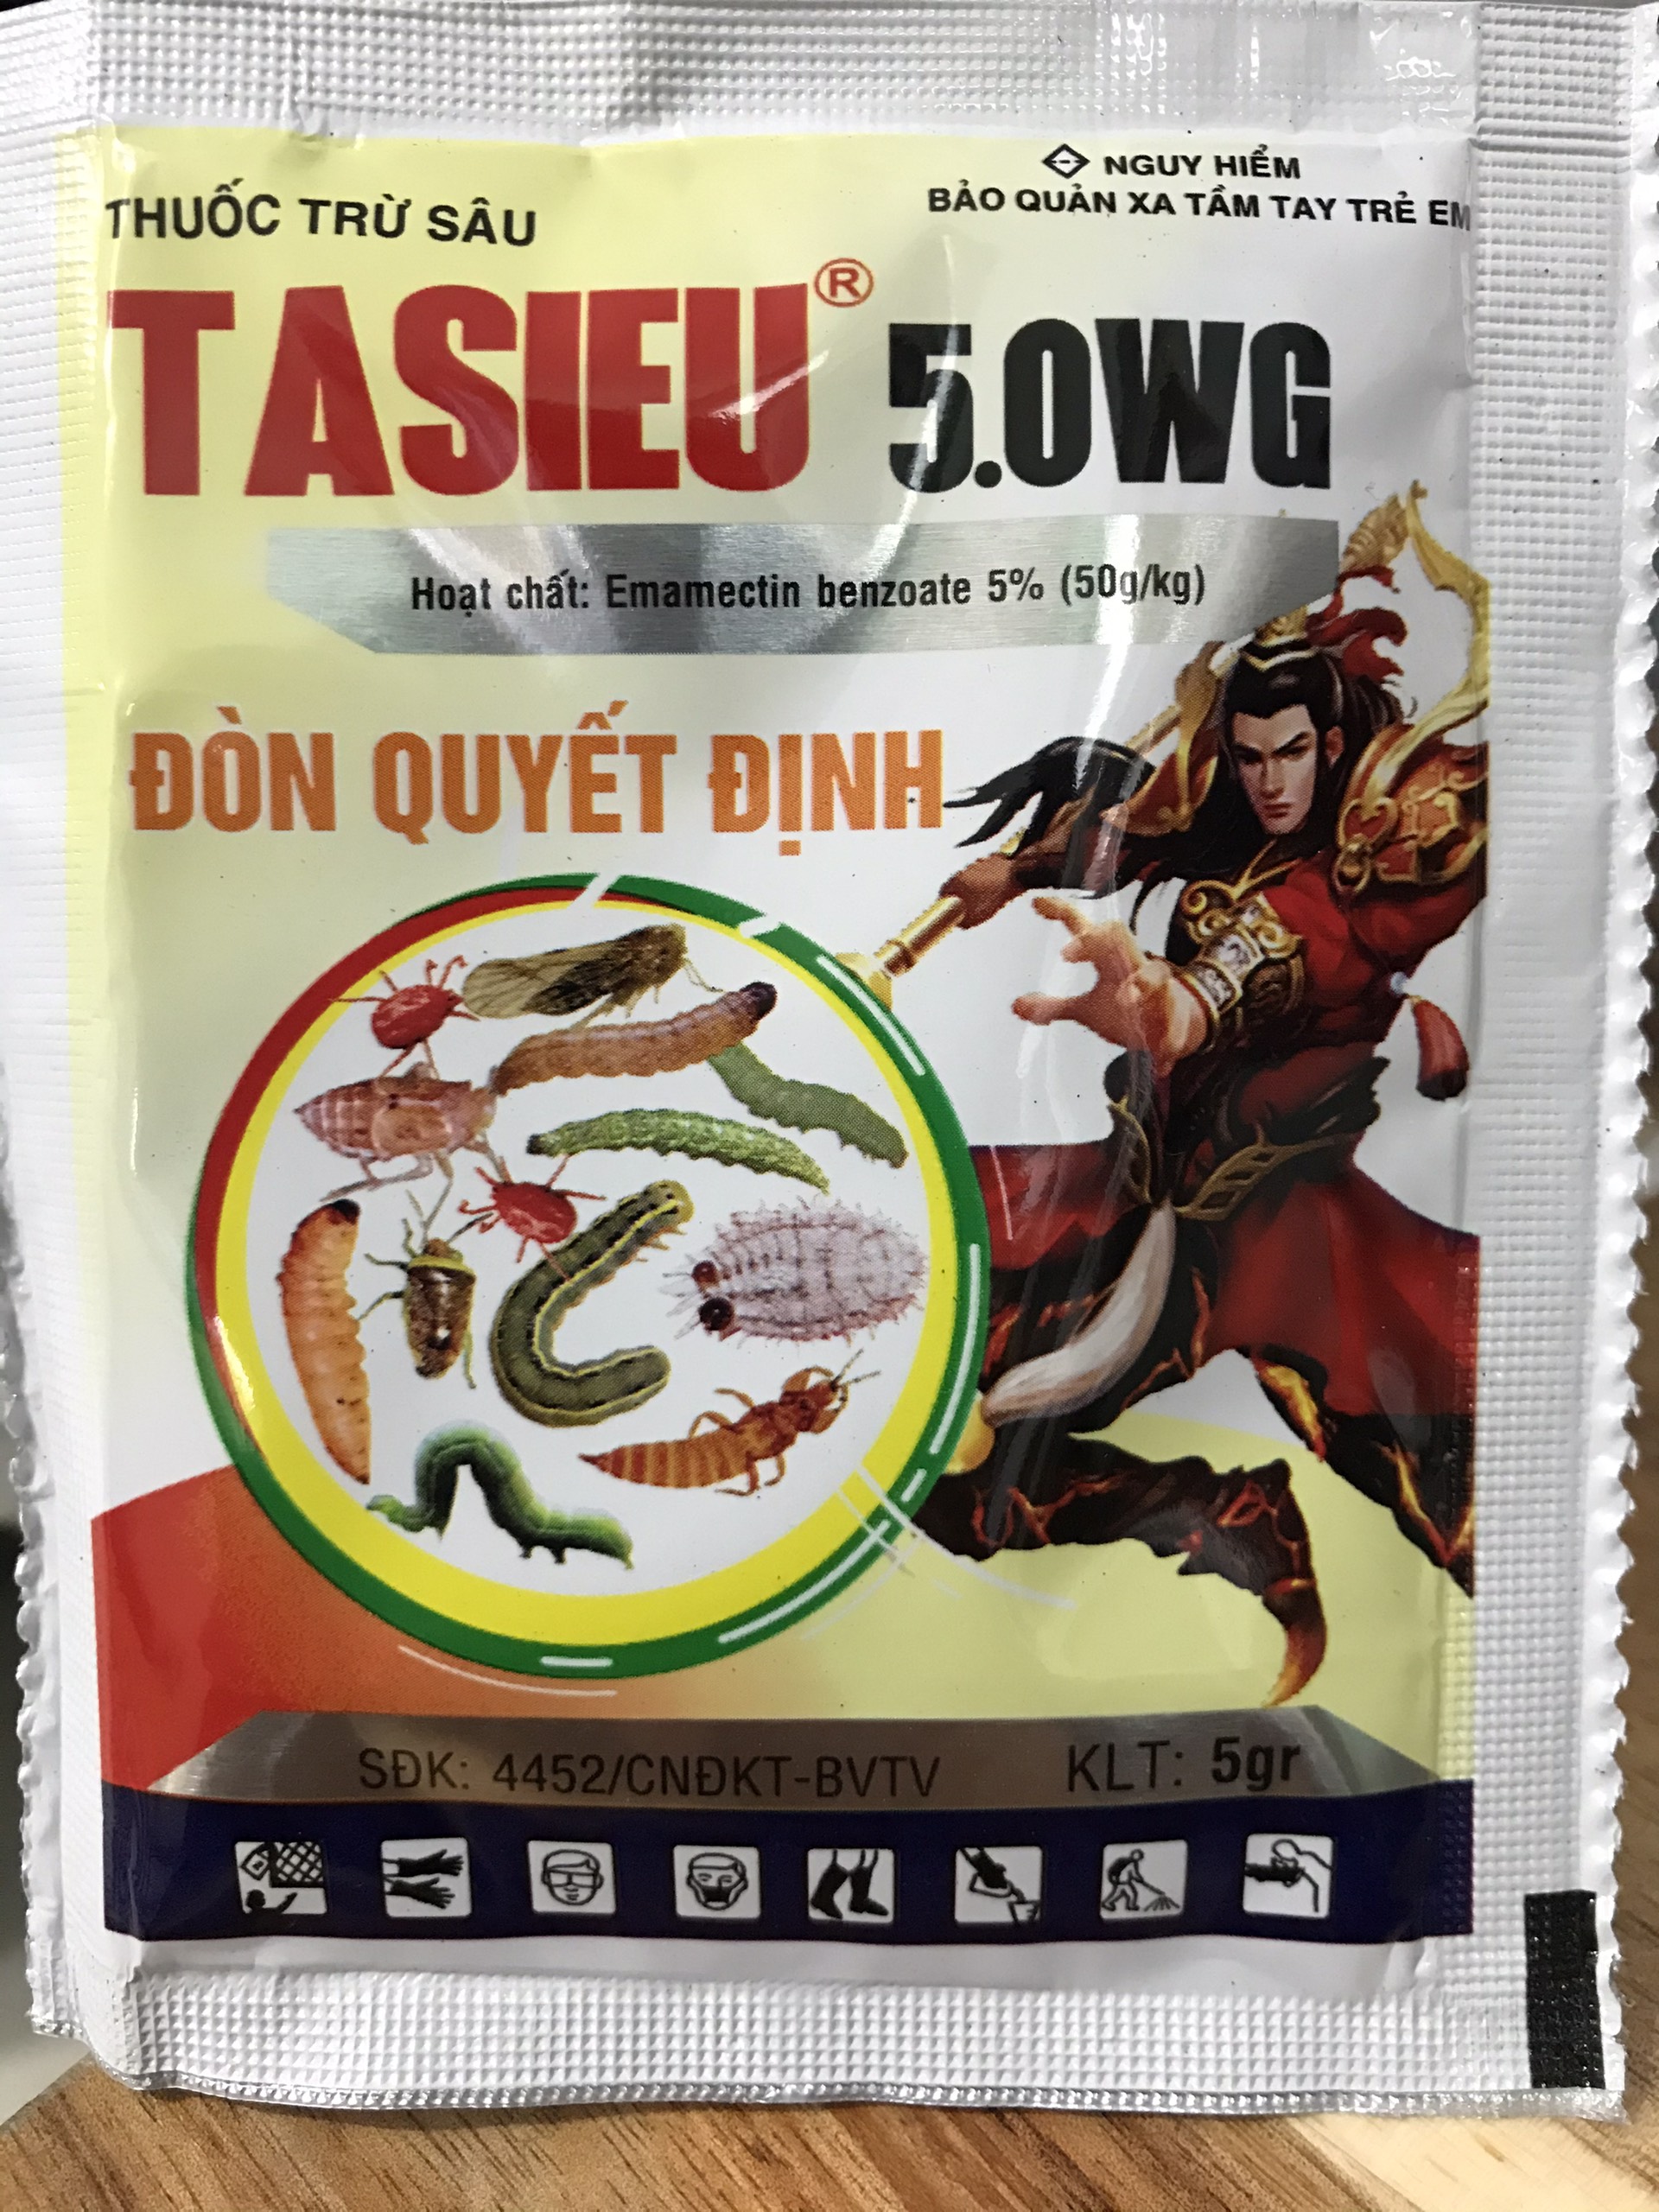 NGUY HIỂM
BẢO QUẢN XA TẦM TAY TRẺ EM
THUỐC TRỪ SÂU
TASIEU® 5.0WG
Hoạt chất: Emamectin benzoate 5% (50g/kg)
ĐÒN QUYẾT ĐỊNH
SĐK: 4452/CNĐKT-BVTV KLT: 5gr